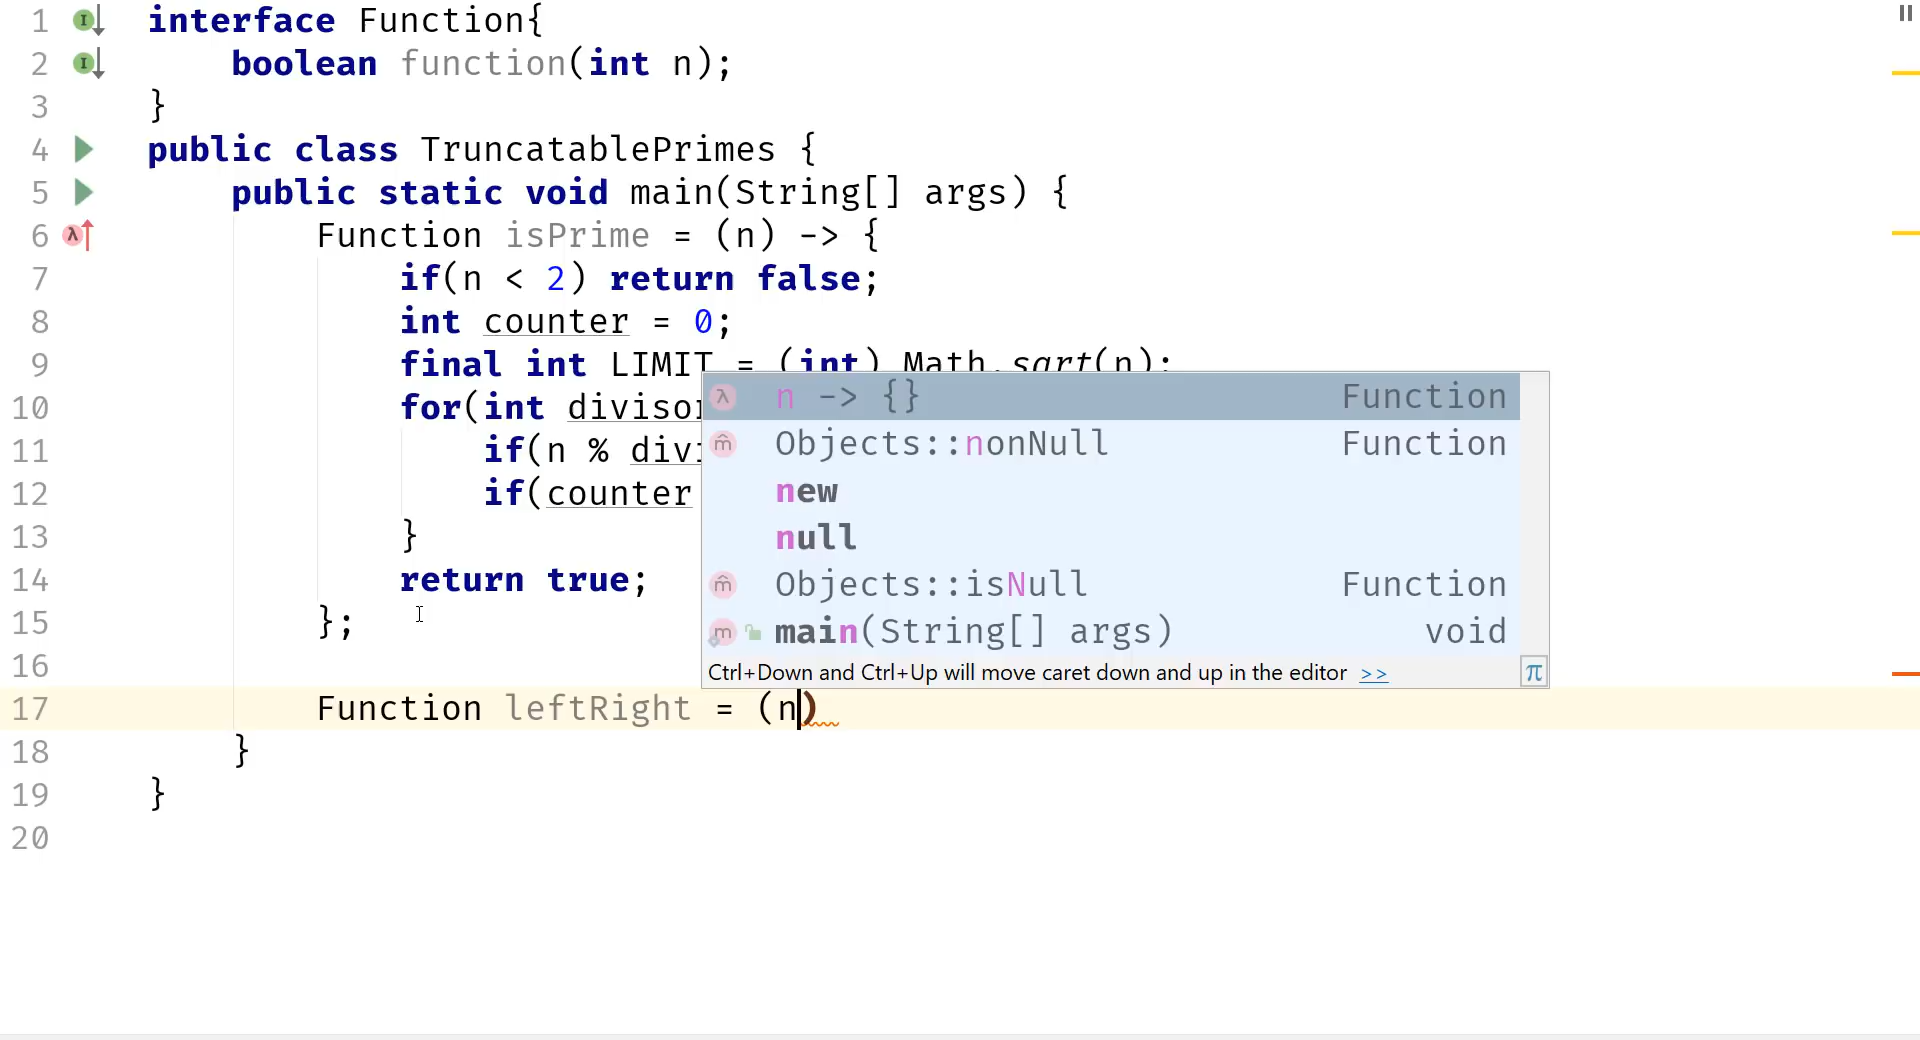 1 interface Function{
2 boolean function(int n);
3 }
4 public class TruncatablePrimes {
5 public static void main(String[] args) {
6 Function isPrime = (n) -> {
7 if(n < 2) return false;
8 int counter = 0;
9 final int LIMIT = (int) Math.sqrt(n);
10 for(int divisor
11 if(n % divi
12 if(counter
13 }
14 return true;
15 };
16
17 Function leftRight = (n)
18 }
19 }
20
n -> {} Function
Objects::nonNull Function
new
null
Objects::isNull Function
main(String[] args) void
Ctrl+Down and Ctrl+Up will move caret down and up in the editor >> π